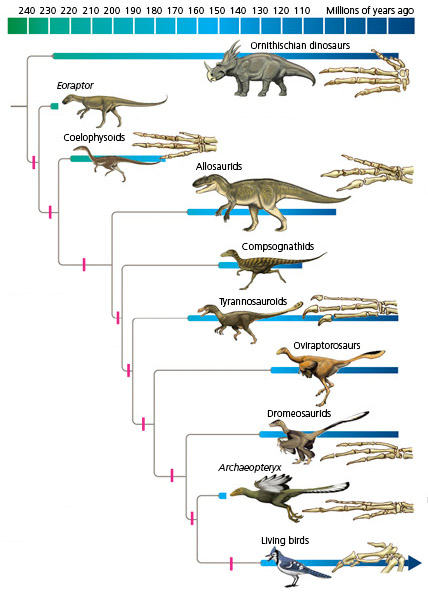 240 230 220 210 200 190 180 170 160 150 140 130 120 110 Millions of years ago
Ornithischian dinosaurs
Eoraptor
Coelophysoids
Allosaurids
Compsognathids
Tyrannosauroids
Oviraptorosaurs
Dromeosaurids
Archaeopteryx
Living birds